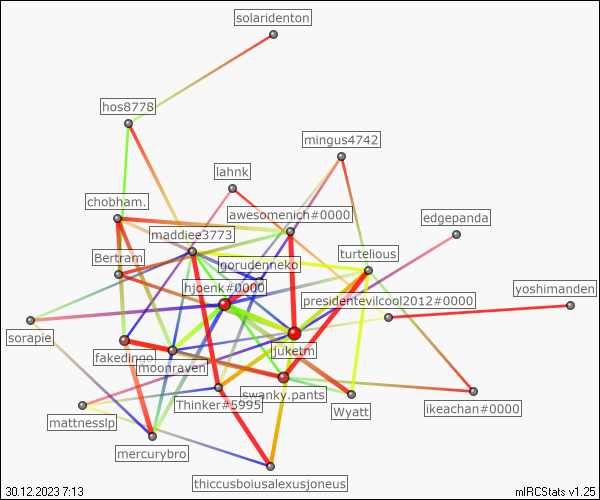 solaridenton
hos8778
mingus4742
lahnk
chobham.
awesomenich#0000
edgepanda
maddiee3773
turtelious
Bertram
gorudenneko
hjoenk#0000
yoshimanden
presidentevilcool2012#0000
sorapie
fakedingo
juketm
moonraven
swanky.pants
Thinker#5995
Wyatt
ikeachan#0000
mattnesslp
mercurybro
thiccusboiusalexusjoneus
30.12.2023 7:13
mIRCStats v1.25